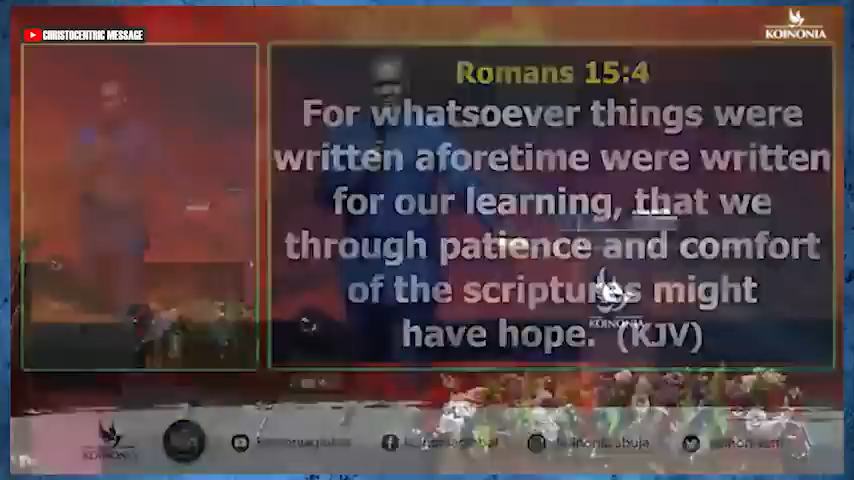 CHRISTOCENTRIC MESSAGE
KOINONIA
Romans 15:4
For whatsoever things were
written aforetime were written
for our learning, that we
through patience and comfort
of the scriptures might
have hope. (KJV)
KOINONIA
KOINONIA